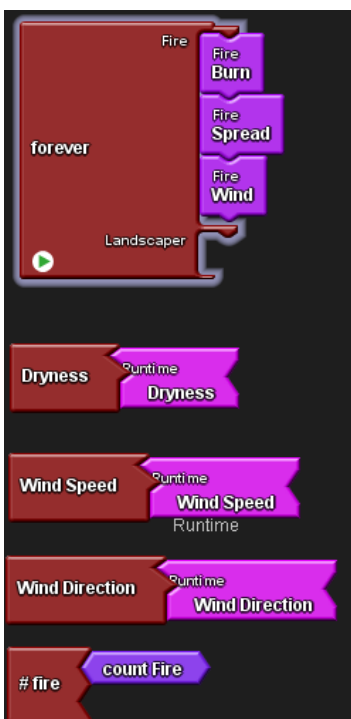 Fire
Fire
Burn
Fire
Spread
forever
Fire
Wind
Landscaper
Runtime
Dryness
Dryness
Runtime
Wind Speed
Wind Speed
Runtime
Runtime
Wind Direction
Wind Direction
count Fire
# fire